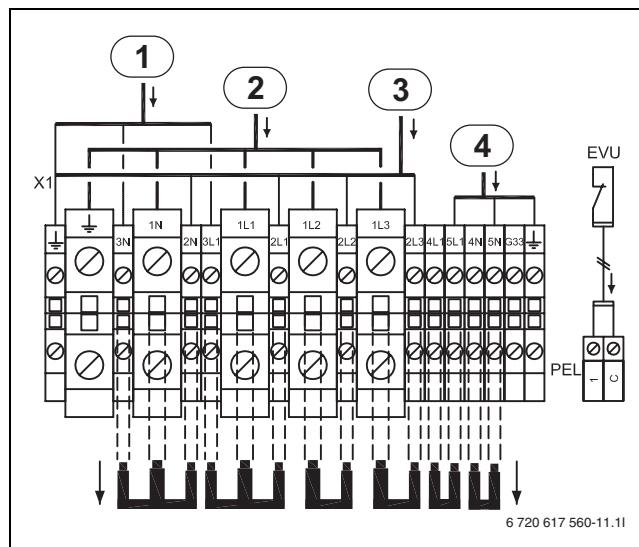 1
2
3
4
EVU
X1
3N
1N
2N
3L1
1L1
2L1
1L2
2L2
1L3
2L3
4L1
5L1
4N
5N
G33
PEL
1
C
6 720 617 560-11.1I